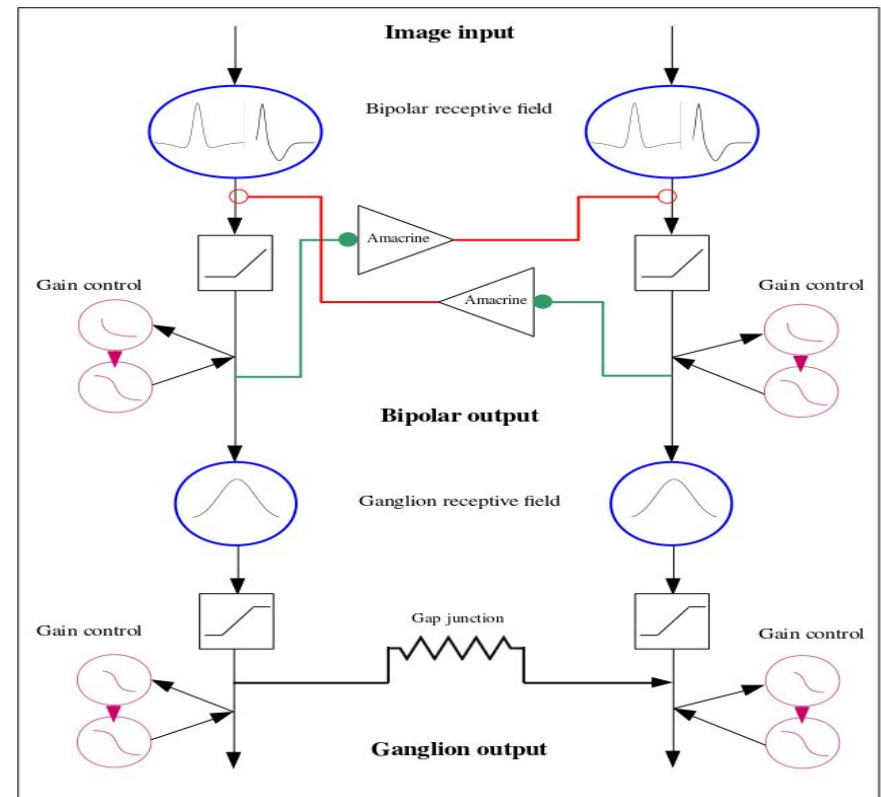 Image input
Bipolar receptive field
Amacrine
Gain control
Gain control
Amacrine
Bipolar output
Ganglion receptive field
Gap junction
Gain control
Gain control
Ganglion output